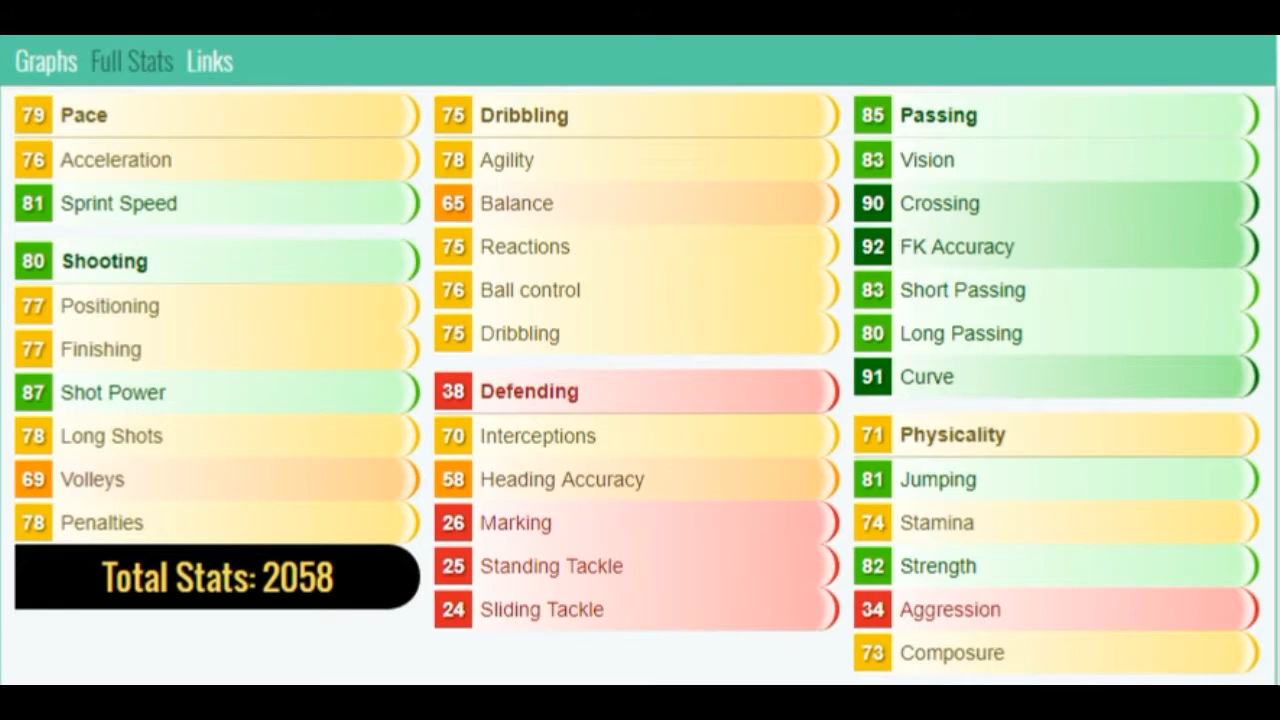 Graphs Full Stats Links
79 Pace
76 Acceleration
81 Sprint Speed
80 Shooting
77 Positioning
77 Finishing
87 Shot Power
78 Long Shots
69 Volleys
78 Penalties
Total Stats: 2058
75 Dribbling
78 Agility
65 Balance
75 Reactions
76 Ball control
75 Dribbling
38 Defending
70 Interceptions
58 Heading Accuracy
26 Marking
25 Standing Tackle
24 Sliding Tackle
85 Passing
83 Vision
90 Crossing
92 FK Accuracy
83 Short Passing
80 Long Passing
91 Curve
71 Physicality
81 Jumping
74 Stamina
82 Strength
34 Aggression
73 Composure